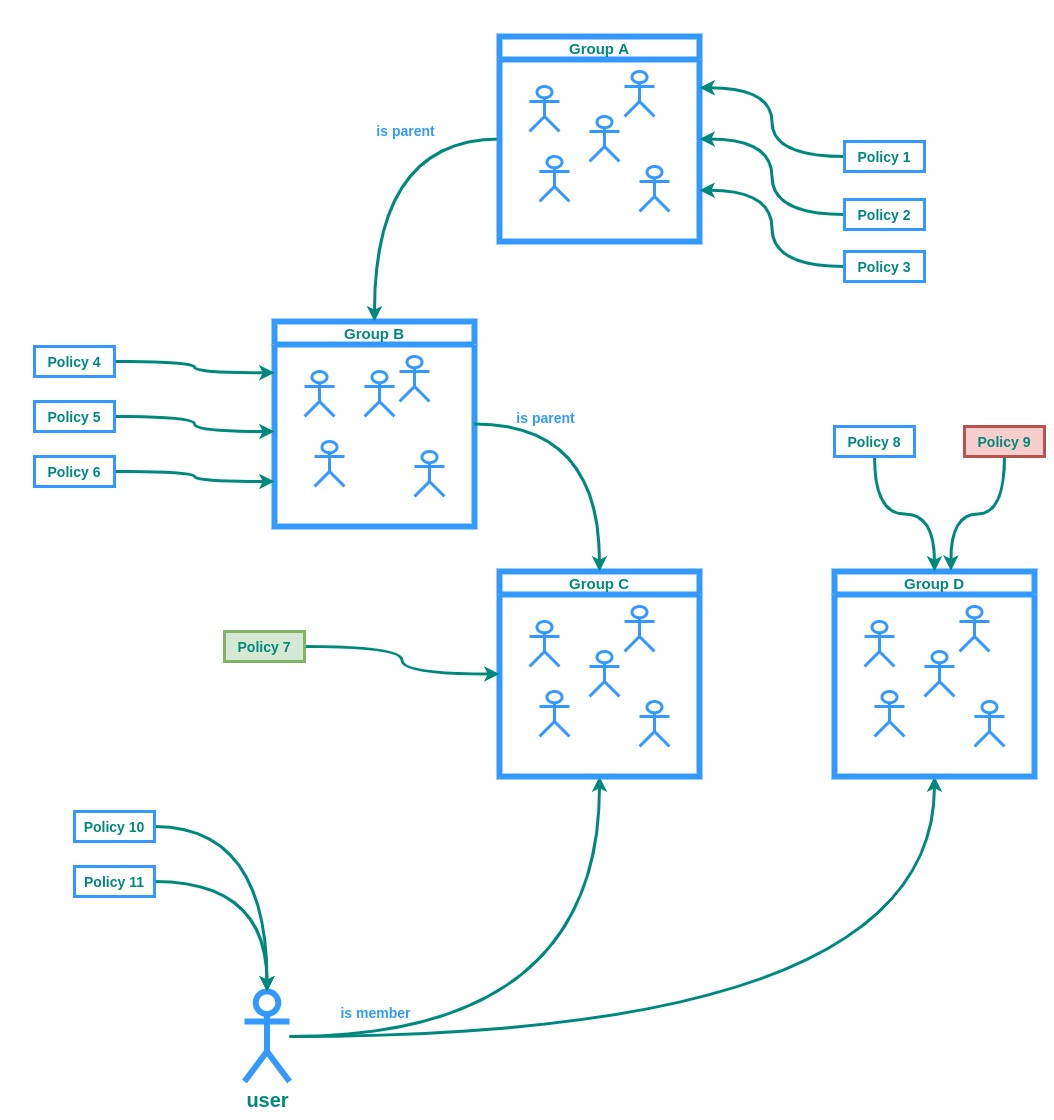 Group A
is parent
Policy 1
Policy 2
Policy 3
Group B
Policy 4
Policy 5
Policy 6
is parent
Policy 8
Policy 9
Group C
Group D
Policy 7
Policy 10
Policy 11
is member
user